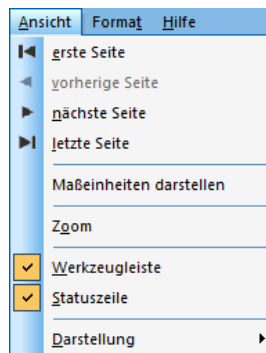 Ansicht Format Hilfe
erste Seite
vorherige Seite
nächste Seite
letzte Seite
Maßeinheiten darstellen
Zoom
Werkzeugleiste
Statuszeile
Darstellung